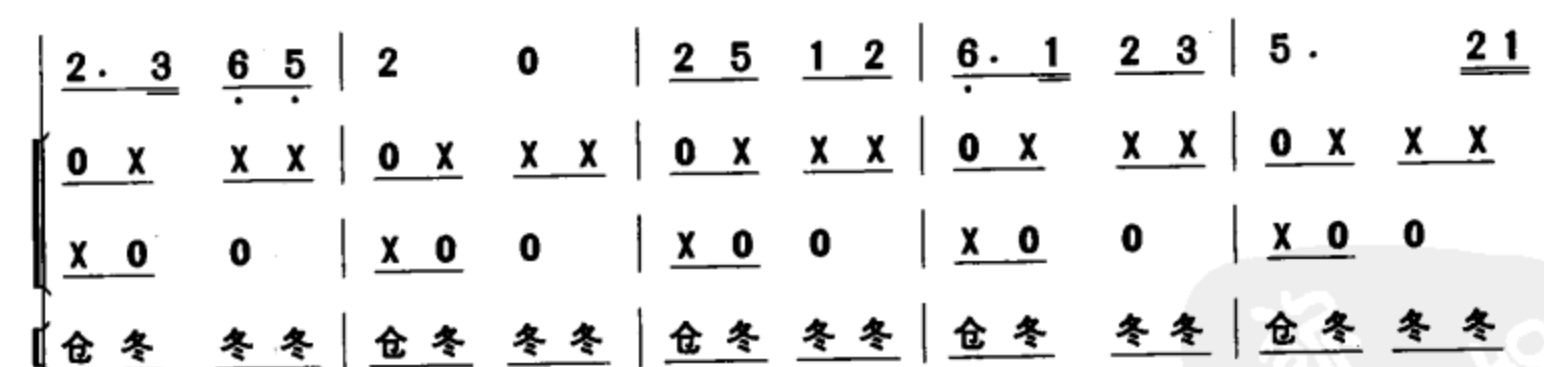 2. 3 6 5 | 2 0 | 2 5 1 2 | 6. 1 2 3 | 5. 2 1
0 X X X | 0 X X X | 0 X X X | 0 X X X | 0 X X X
X 0 0 | X 0 0 | X 0 0 | X 0 0 | X 0 0
仓 冬 冬 冬 | 仓 冬 冬 冬 | 仓 冬 冬 冬 | 仓 冬 冬 冬 | 仓 冬 冬 冬